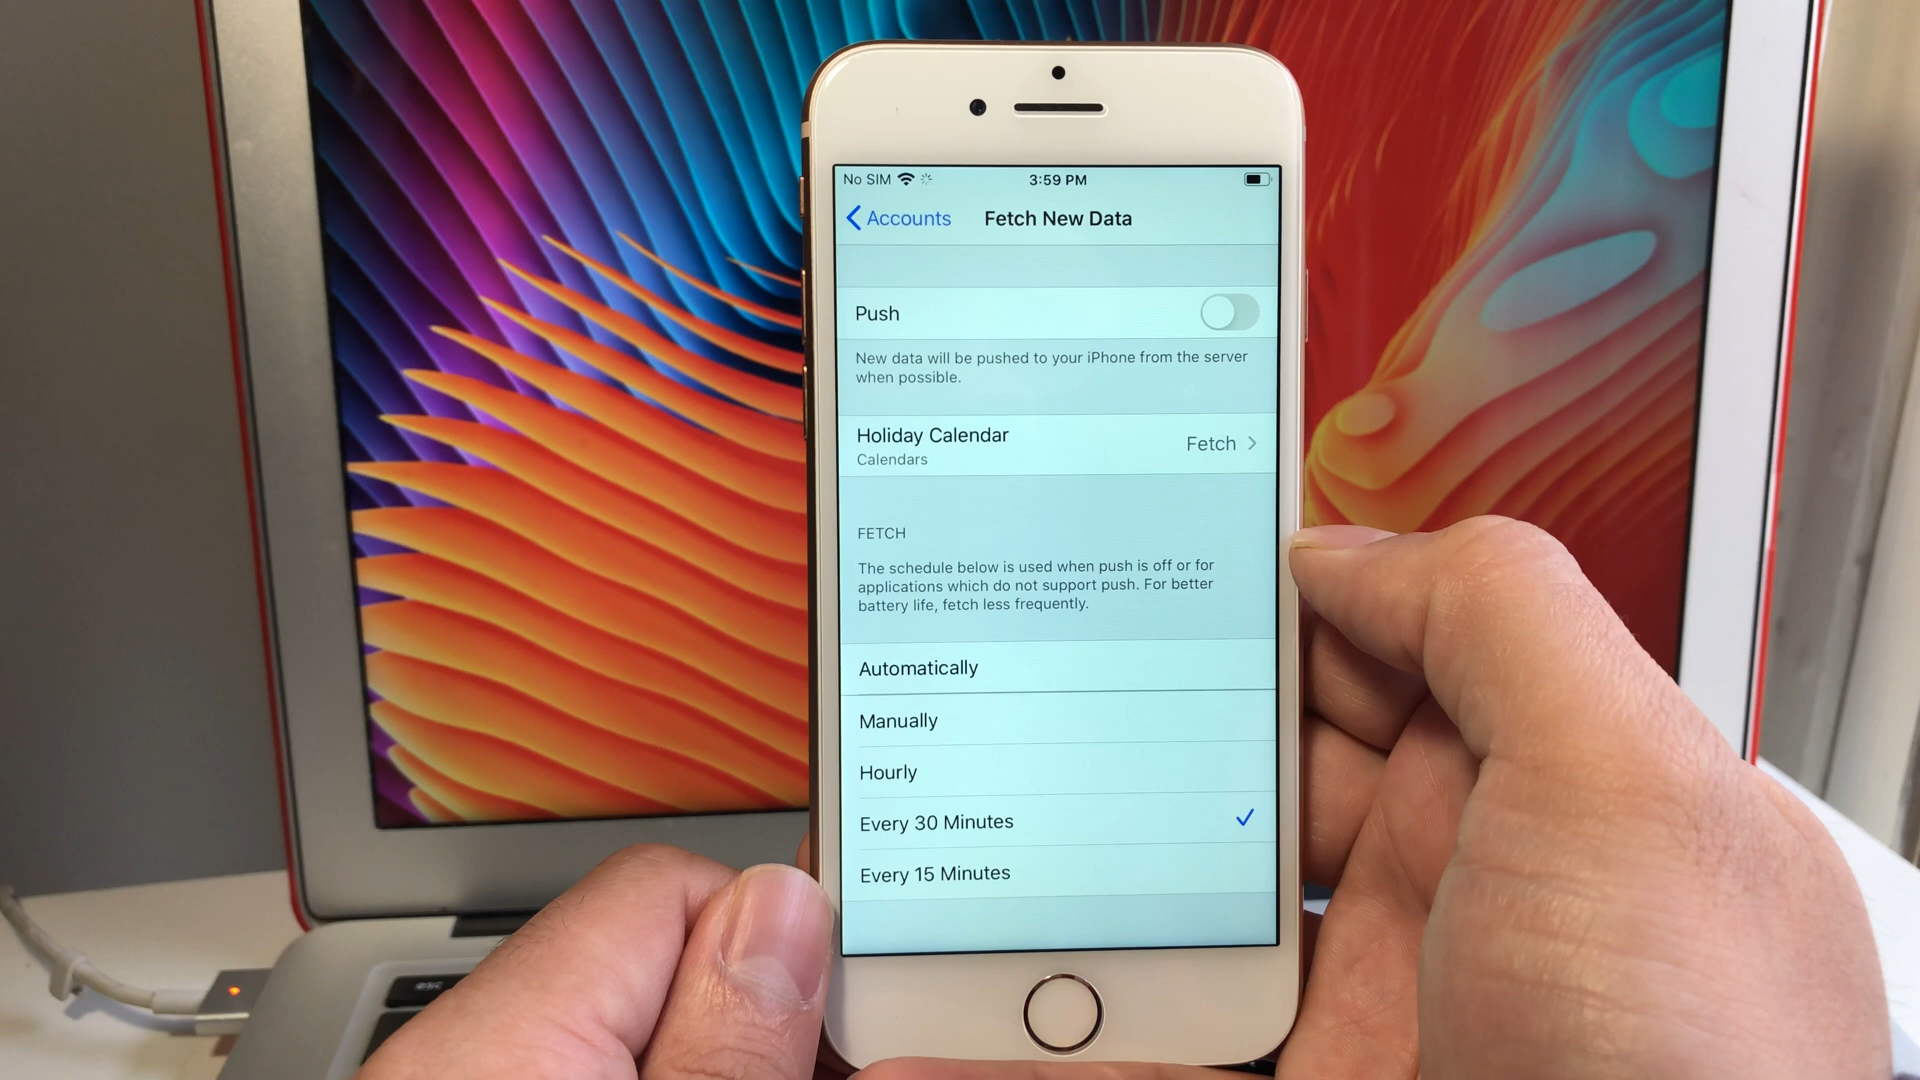 No SIM 3:59 PM
Accounts Fetch New Data
Push
New data will be pushed to your iPhone from the server
when possible.
Holiday Calendar
Fetch
Calendars
FETCH
The schedule below is used when push is off or for
applications which do not support push. For better
battery life, fetch less frequently.
Automatically
Manually
Hourly
Every 30 Minutes
Every 15 Minutes
esc